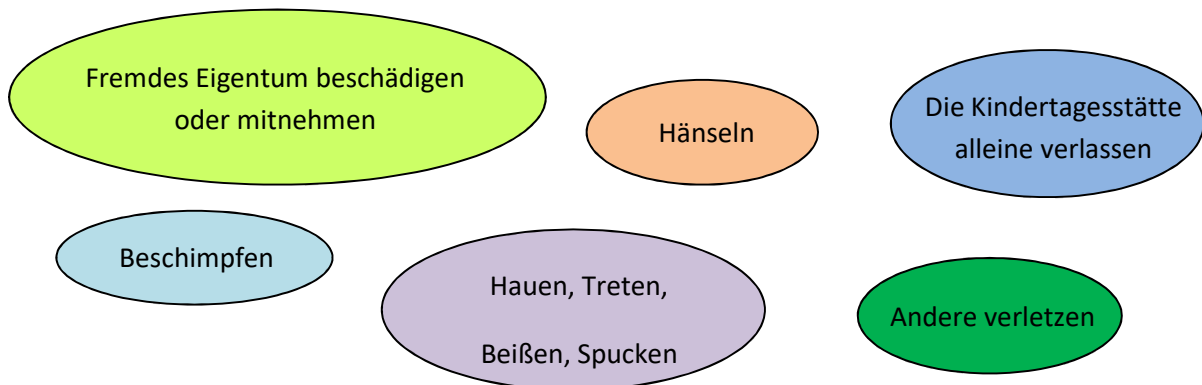 Fremdes Eigentum beschädigen
oder mitnehmen
Hänseln
Die Kindertagesstätte
alleine verlassen
Beschimpfen
Hauen, Treten,
Beißen, Spucken
Andere verletzen